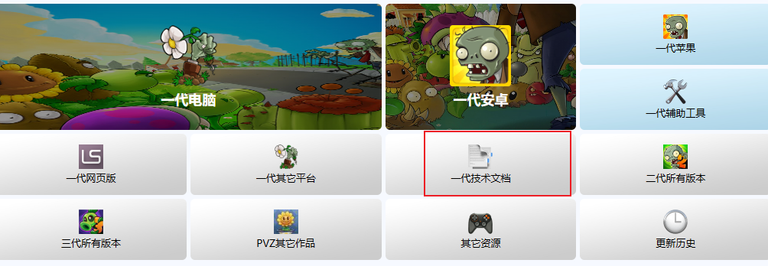 一代电脑
一代安卓
一代苹果
一代辅助工具
一代网页版
一代其它平台
一代技术文档
二代所有版本
三代所有版本
PVZ其它作品
其它资源
更新历史